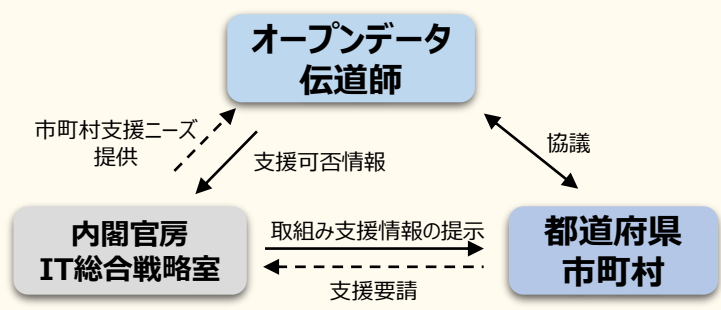 オープンデータ
伝道師
市町村支援ニーズ
提供
支援可否情報
協議
内閣官房
IT総合戦略室
取組み支援情報の提示
支援要請
都道府県
市町村